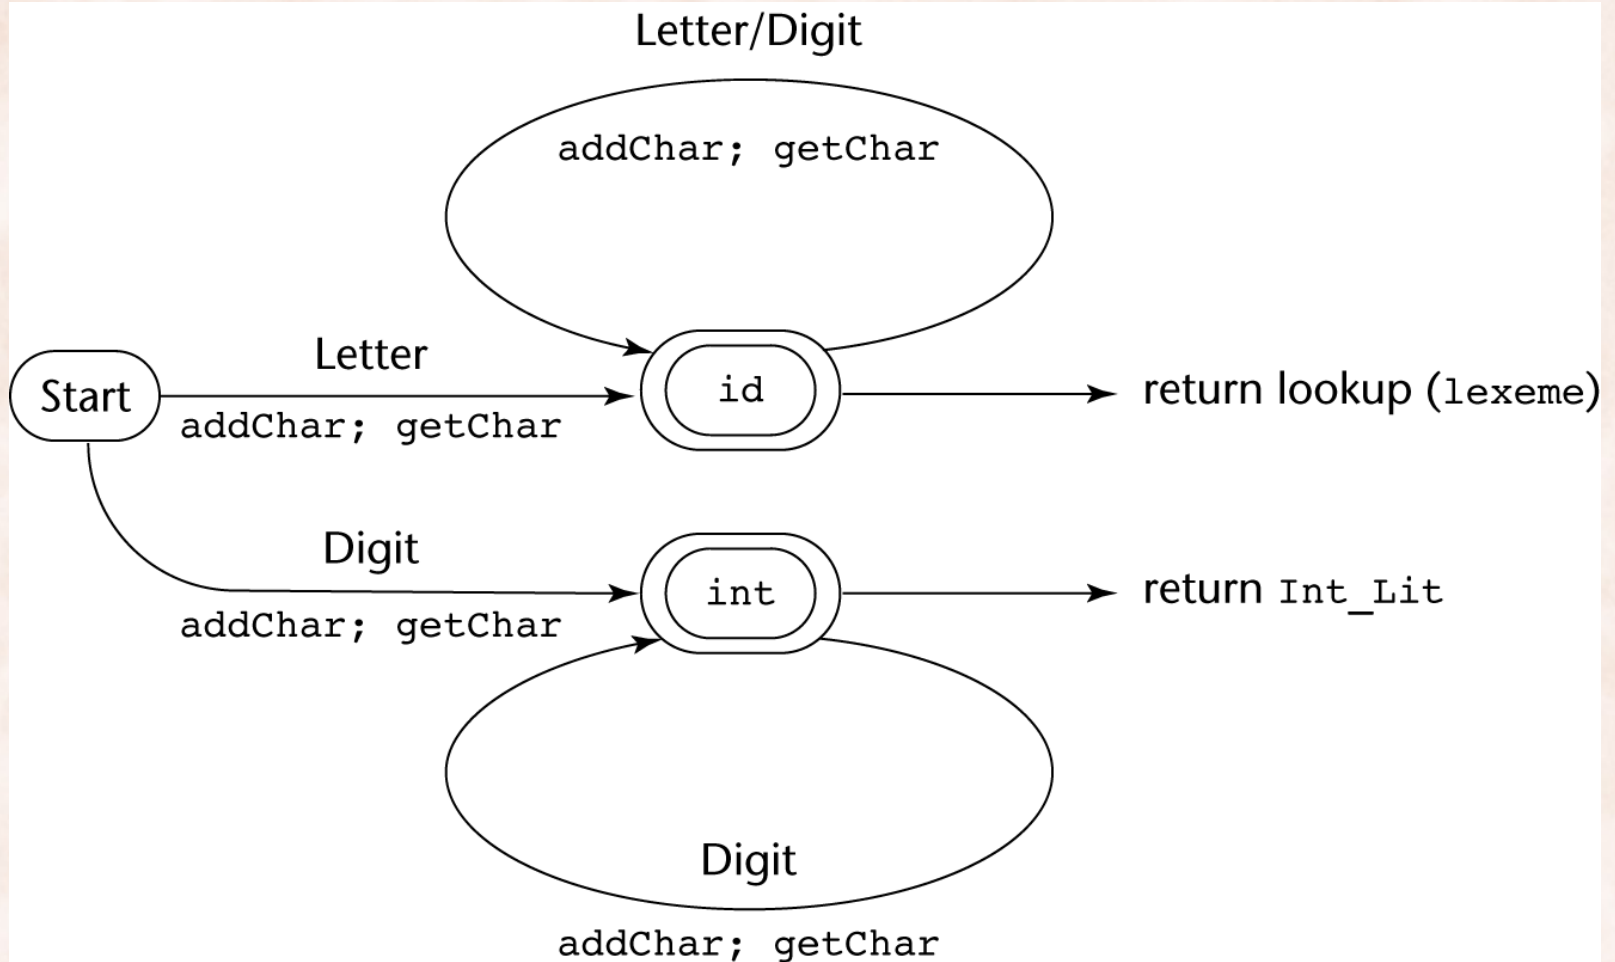 Letter/Digit
addChar; getChar
Letter
Start
addChar; getChar
id
return lookup (lexeme)
Digit
addChar; getChar
int
return Int_Lit
Digit
addChar; getChar